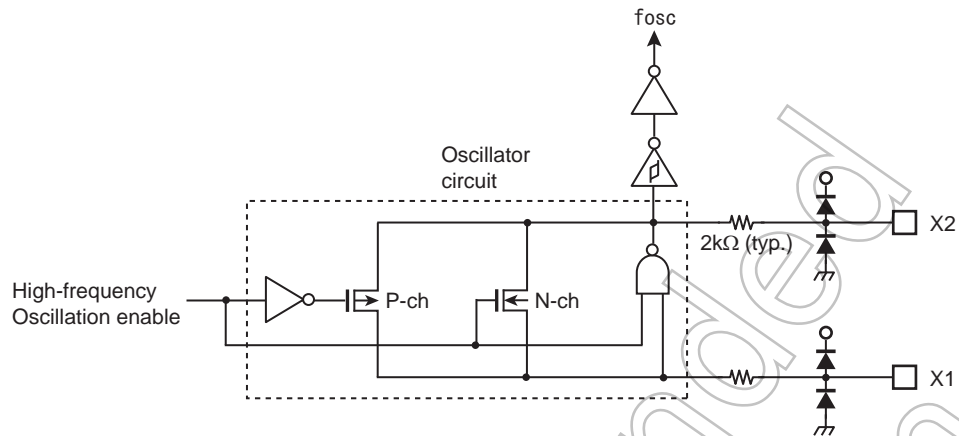 fosc
Oscillator
circuit
X2
2kΩ (typ.)
High-frequency
Oscillation enable
P-ch
N-ch
X1